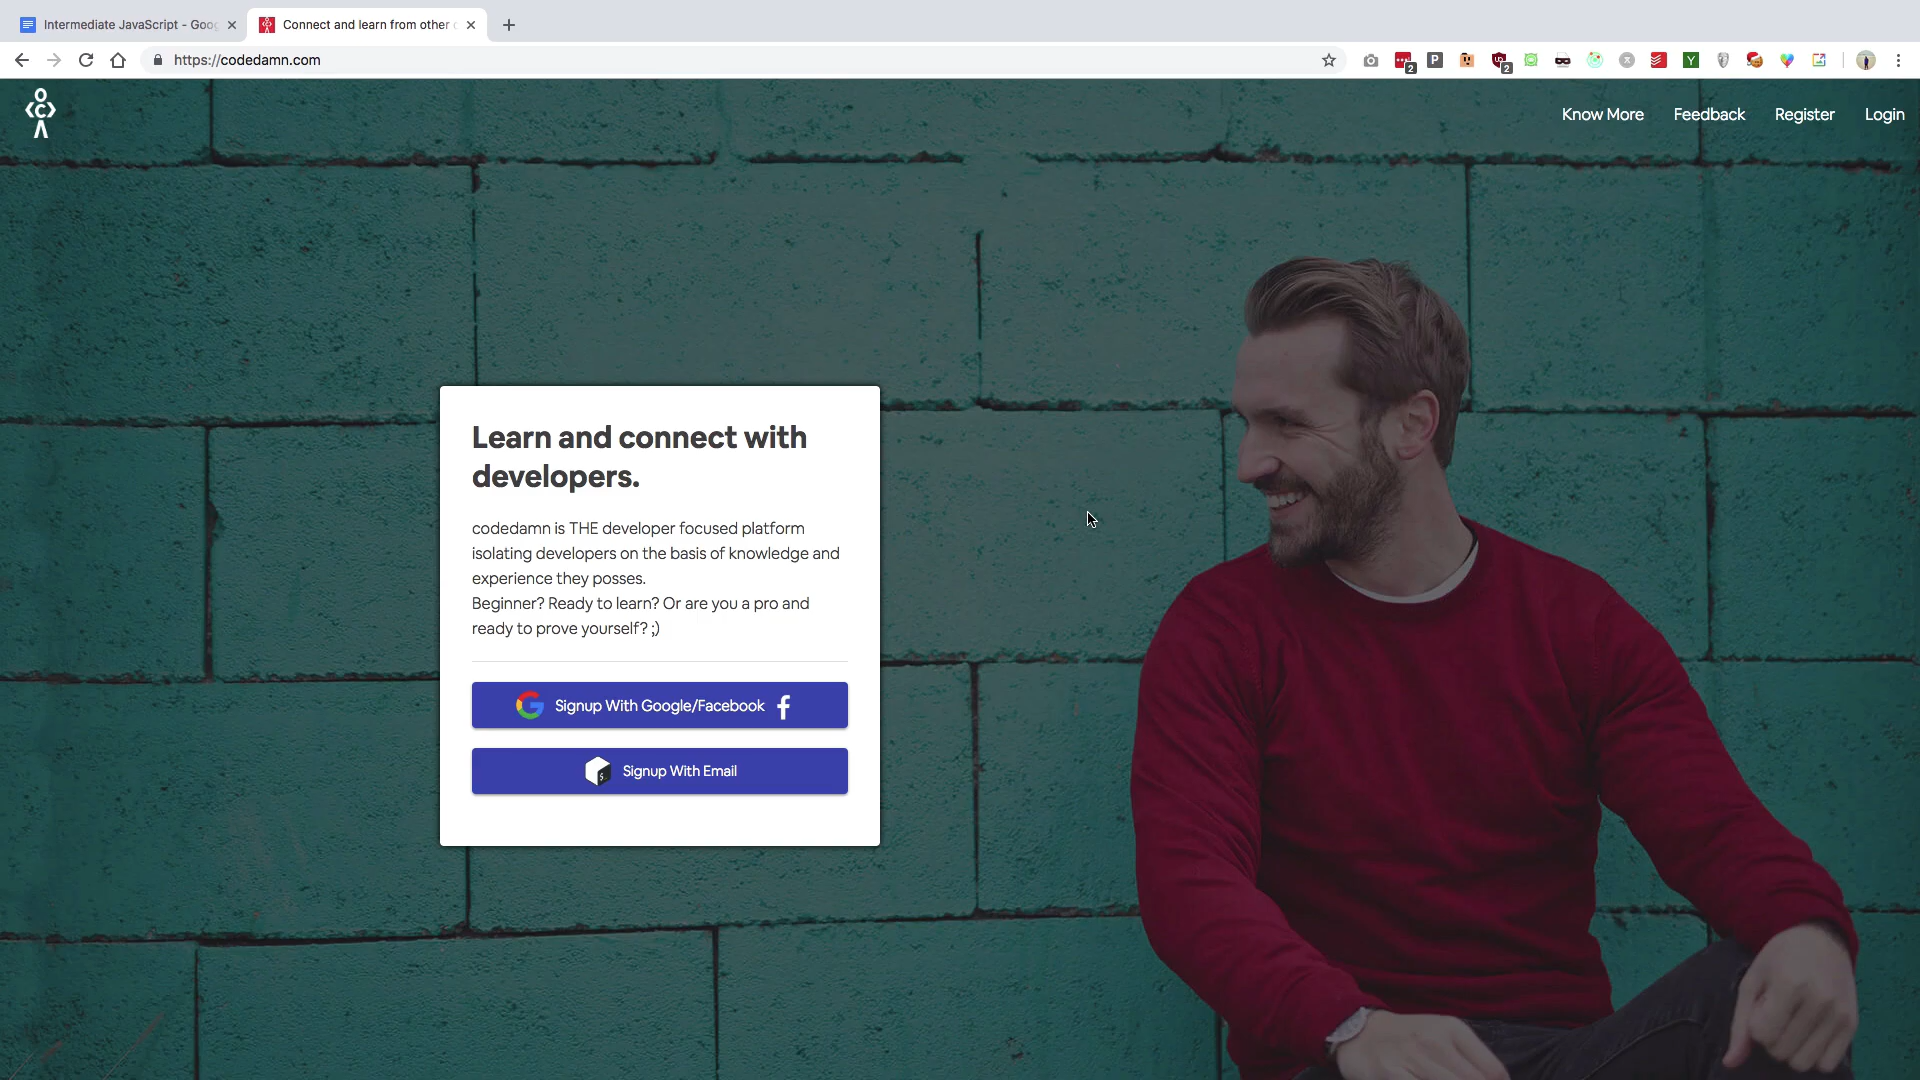 Intermediate JavaScript - Goo
Connect and learn from other
https://codedamn.com
2
P
2
Y
Know More
Feedback
Register
Login
Learn and connect with
developers.
codedamn is THE developer focused platform
isolating developers on the basis of knowledge and
experience they posses.
Beginner? Ready to learn? Or are you a pro and
ready to prove yourself? ;)
Signup With Google/Facebook
Signup With Email